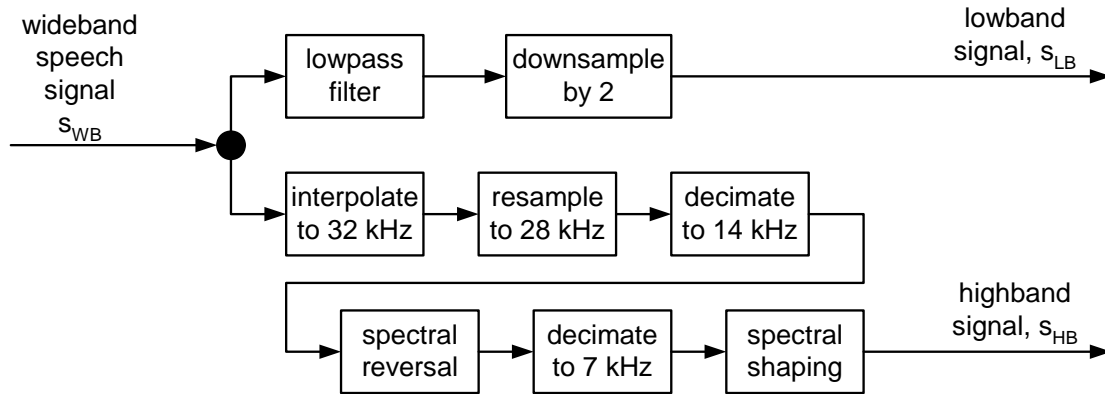 wideband
speech
signal
s_WB
lowpass
filter
downsample
by 2
lowband
signal, s_LB
interpolate
to 32 kHz
resample
to 28 kHz
decimate
to 14 kHz
spectral
reversal
decimate
to 7 kHz
spectral
shaping
highband
signal, s_HB